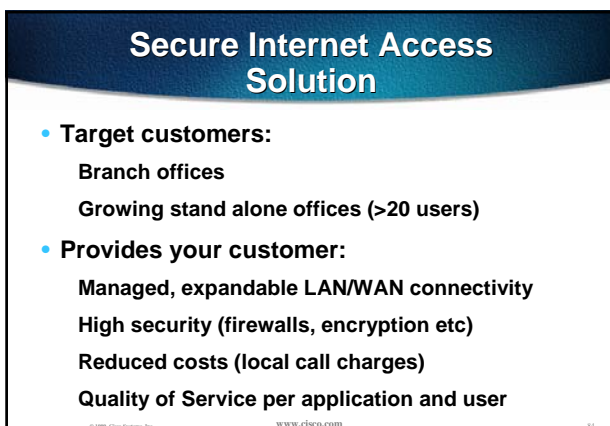 Secure Internet Access
Solution
• Target customers:
Branch offices
Growing stand alone offices (>20 users)
• Provides your customer:
Managed, expandable LAN/WAN connectivity
High security (firewalls, encryption etc)
Reduced costs (local call charges)
Quality of Service per application and user
www.cisco.com